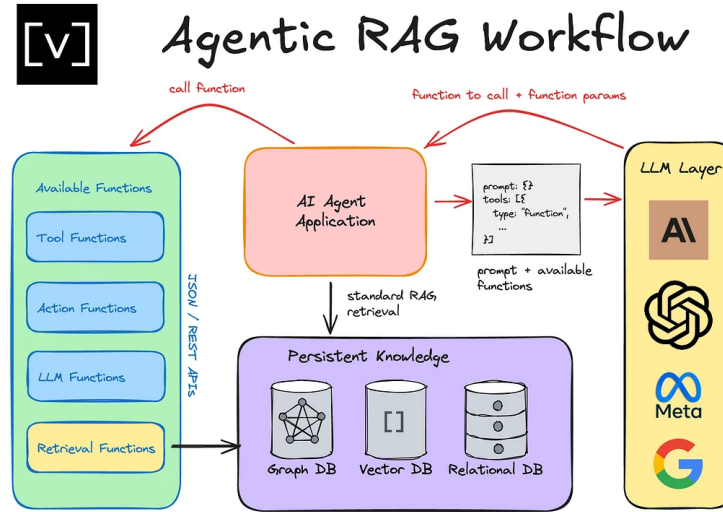 [v]
Agentic RAG Workflow
call function
function to call + function params
Available Functions
Tool Functions
Action Functions
LLM Functions
Retrieval Functions
JSON / REST APIs
AI Agent
Application
prompt: {}
tools: [{
type: "function",
...
}]
prompt + available
functions
standard RAG
retrieval
Persistent Knowledge
[]
Graph DB
Vector DB
Relational DB
LLM Layer
A\
Meta
G